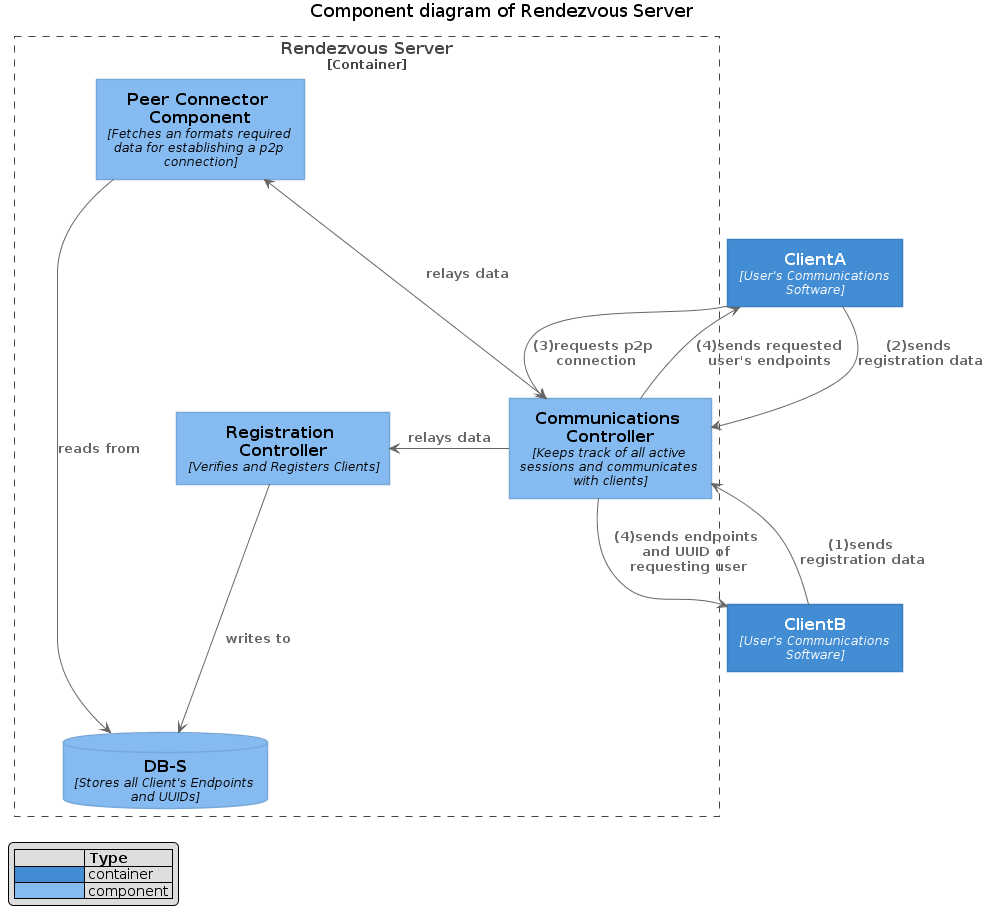 Component diagram of Rendezvous Server
Rendezvous Server
[Container]
Peer Connector
Component
[Fetches an formats required
data for establishing a p2p
connection]
relays data
ClientA
[User's Communications
Software]
(3)requests p2p
connection
(4)sends requested
user's endpoints
(2)sends
registration data
Communications
Controller
[Keeps track of all active
sessions and communicates
with clients]
Registration
Controller
[Verifies and Registers Clients]
relays data
reads from
(4)sends endpoints
and UUID of
requesting user
(1)sends
registration data
ClientB
[User's Communications
Software]
writes to
DB-S
[Stores all Client's Endpoints
and UUIDs]
Type
container
component